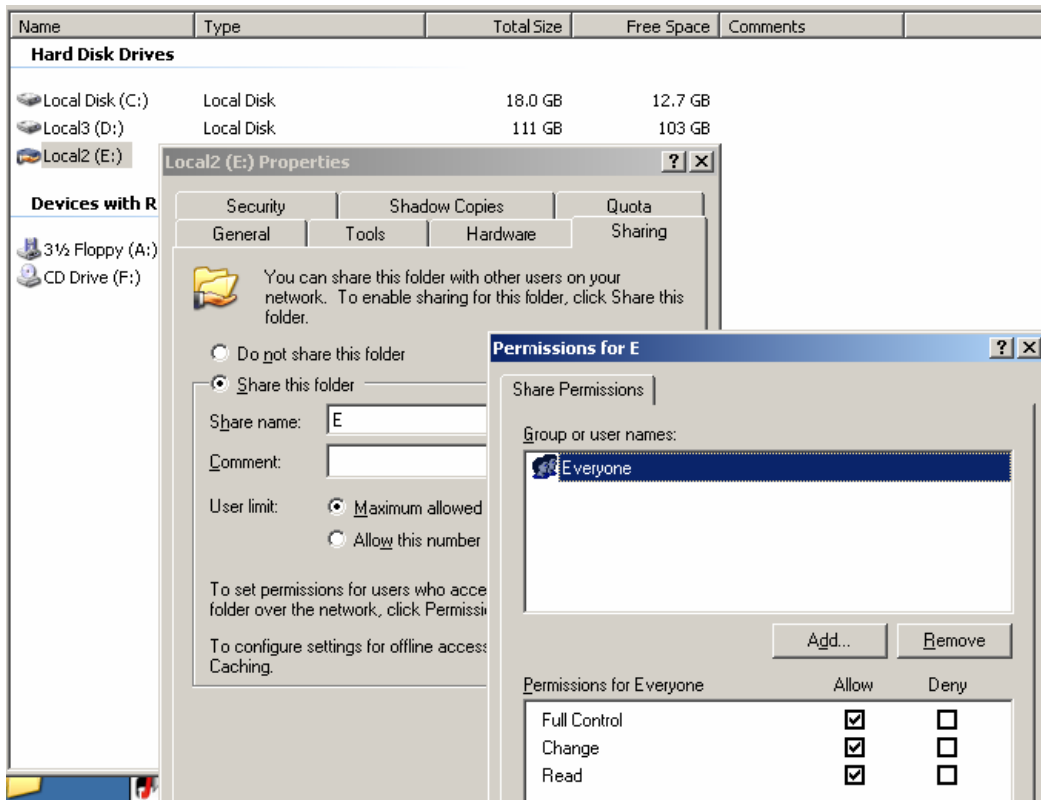 Name Type Total Size Free Space Comments
Hard Disk Drives
Local Disk (C:) Local Disk 18.0 GB 12.7 GB
Local3 (D:) Local Disk 111 GB 103 GB
Local2 (E:)
Devices with R
3½ Floppy (A:)
CD Drive (F:)
Local2 (E:) Properties
Security Shadow Copies Quota
General Tools Hardware Sharing
You can share this folder with other users on your
network. To enable sharing for this folder, click Share this
folder.
Do not share this folder
Share this folder
Share name: E
Comment:
User limit: Maximum allowed
Allow this number
To set permissions for users who acce
folder over the network, click Permissi
To configure settings for offline access
Caching.
Permissions for E
Share Permissions
Group or user names:
Everyone
Add... Remove
Permissions for Everyone Allow Deny
Full Control
Change
Read